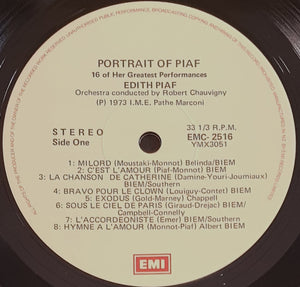 PORTRAIT OF PIAF
16 of Her Greatest Performances
EDITH PIAF
Orchestra conducted by Robert Chauvigny
(P) 1973 I.M.E. Pathe Marconi
STEREO
Side One
33 1/3 R.P.M.
EMC- 2516
YMX3051
1: MILORD (Moustaki-Monnot) Belinda/BIEM
2: C'EST L'AMOUR (Piaf-Monnot) BIEM
3: LA CHANSON DE CATHERINE (Damine-Youri-Journiaux)
BIEM/Southern
4: BRAVO POUR LE CLOWN (Louiguy-Contet) BIEM
5: EXODUS (Gold-Marney) Chappell
6: SOUS LE CIEL DE PARIS (Giraud-Drejac) BIEM/
Campbell-Connelly
7: L'ACCORDEONISTE (Emer) BIEM/Southern
8: HYMNE A L'AMOUR (Monnot-Piaf) Albert BIEM
EMI